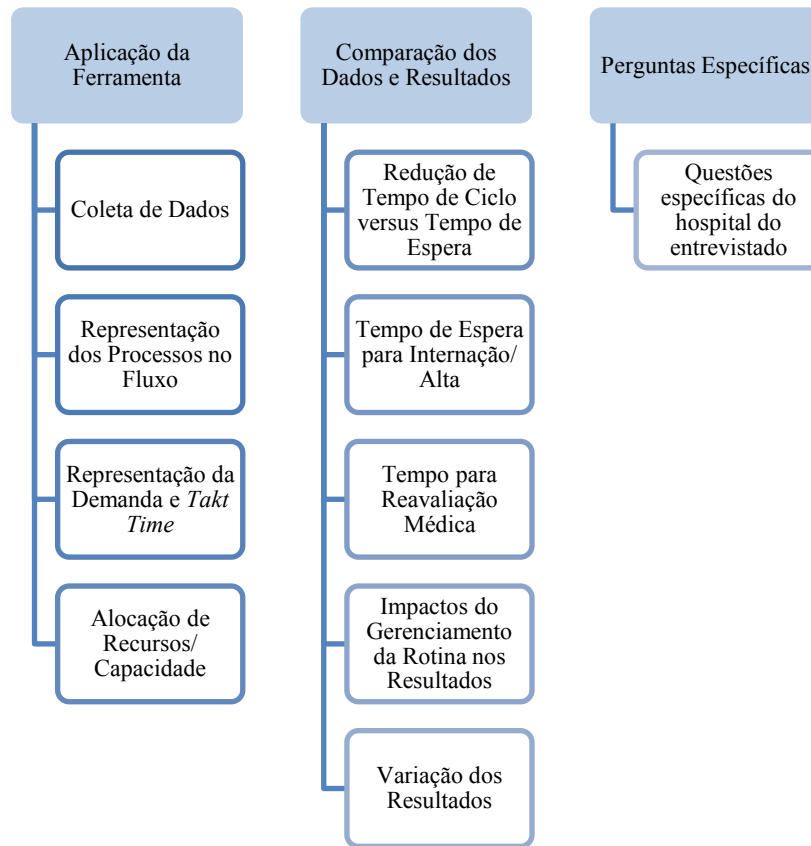 Aplicação da
Ferramenta
Coleta de Dados
Representação
dos Processos no
Fluxo
Representação da
Demanda e Takt
Time
Alocação de
Recursos/
Capacidade
Comparação dos
Dados e Resultados
Redução de
Tempo de Ciclo
versus Tempo de
Espera
Tempo de Espera
para Internação/
Alta
Tempo para
Reavaliação
Médica
Impactos do
Gerenciamento
da Rotina nos
Resultados
Variação dos
Resultados
Perguntas Específicas
Questões
específicas do
hospital do
entrevistado